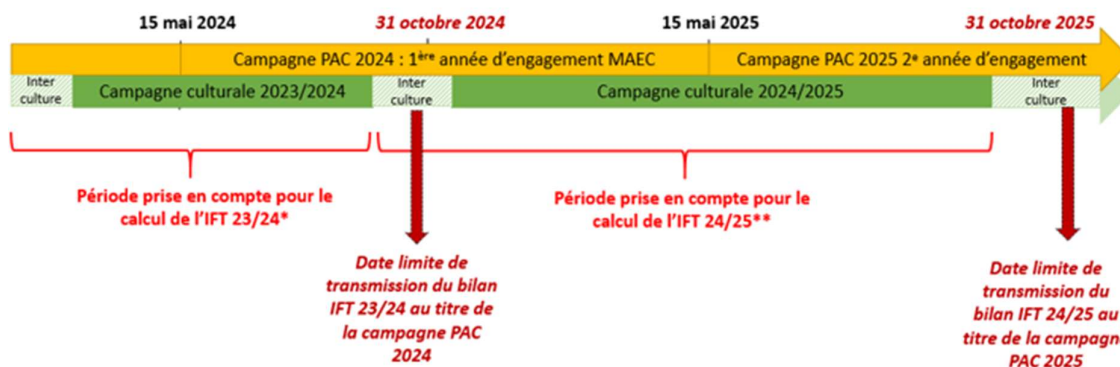 15 mai 2024
31 octobre 2024
15 mai 2025
31 octobre 2025
Campagne PAC 2024 : 1ère année d'engagement MAEC
Campagne PAC 2025 2e année d'engagement
Inter
culture
Campagne culturale 2023/2024
Inter
culture
Campagne culturale 2024/2025
Inter
culture
Période prise en compte pour le
calcul de l'IFT 23/24*
Période prise en compte pour le
calcul de l'IFT 24/25**
Date limite de
transmission du bilan
IFT 23/24 au titre de
la campagne PAC
2024
Date limite de
transmission du
bilan IFT 24/25 au
titre de la campagne
PAC 2025